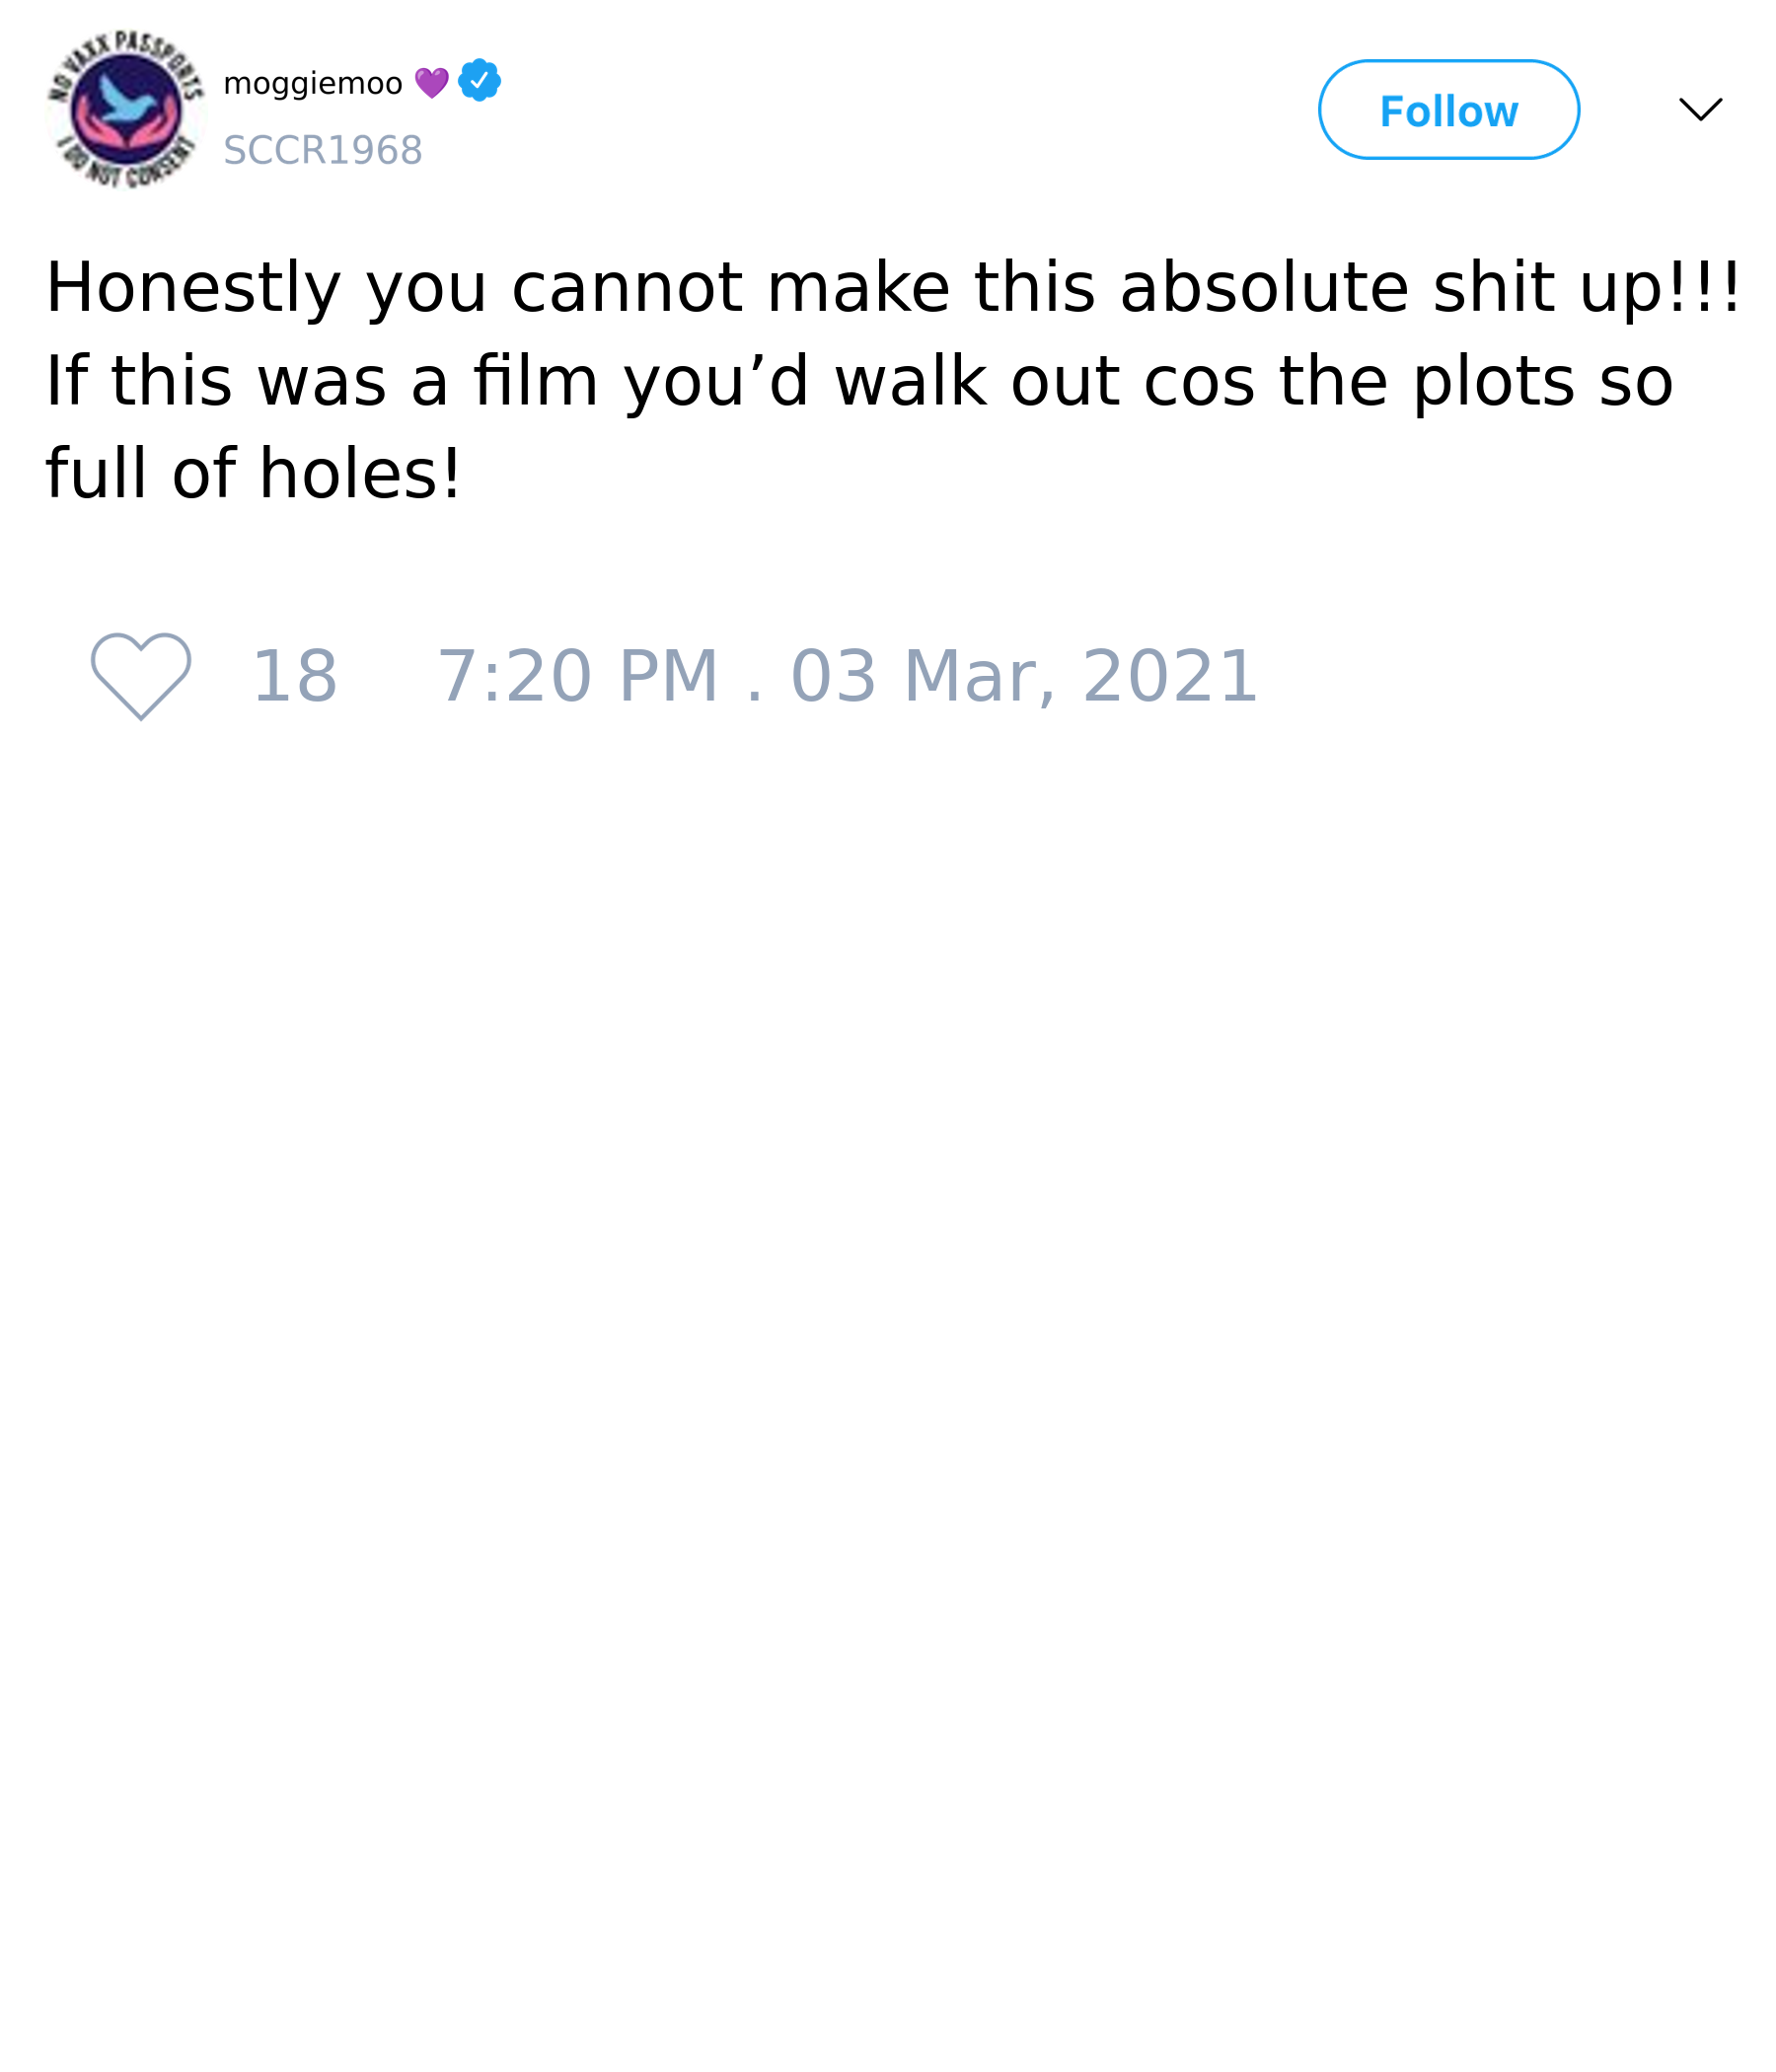 NO VAXX PASSPORTS
I DO NOT CONSENT
moggiemoo 💜
SCCR1968
Follow
Honestly you cannot make this absolute shit up!!!
If this was a film you’d walk out cos the plots so
full of holes!
18 7:20 PM . 03 Mar, 2021